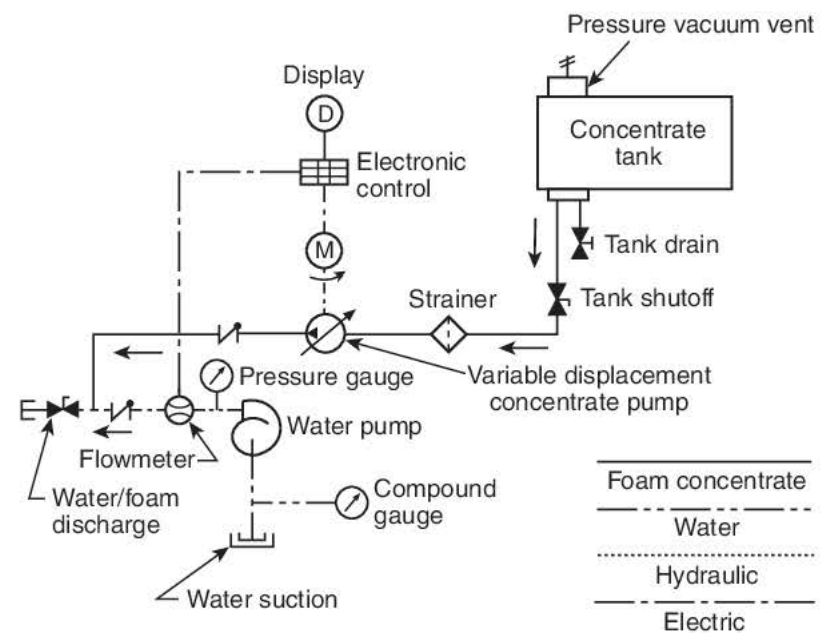 Pressure vacuum vent
Display
D
Concentrate
tank
Electronic
control
M
Tank drain
Tank shutoff
Strainer
Pressure gauge
Variable displacement
concentrate pump
Water pump
Flowmeter
Water/foam
discharge
Compound
gauge
Water suction
Foam concentrate
Water
Hydraulic
Electric